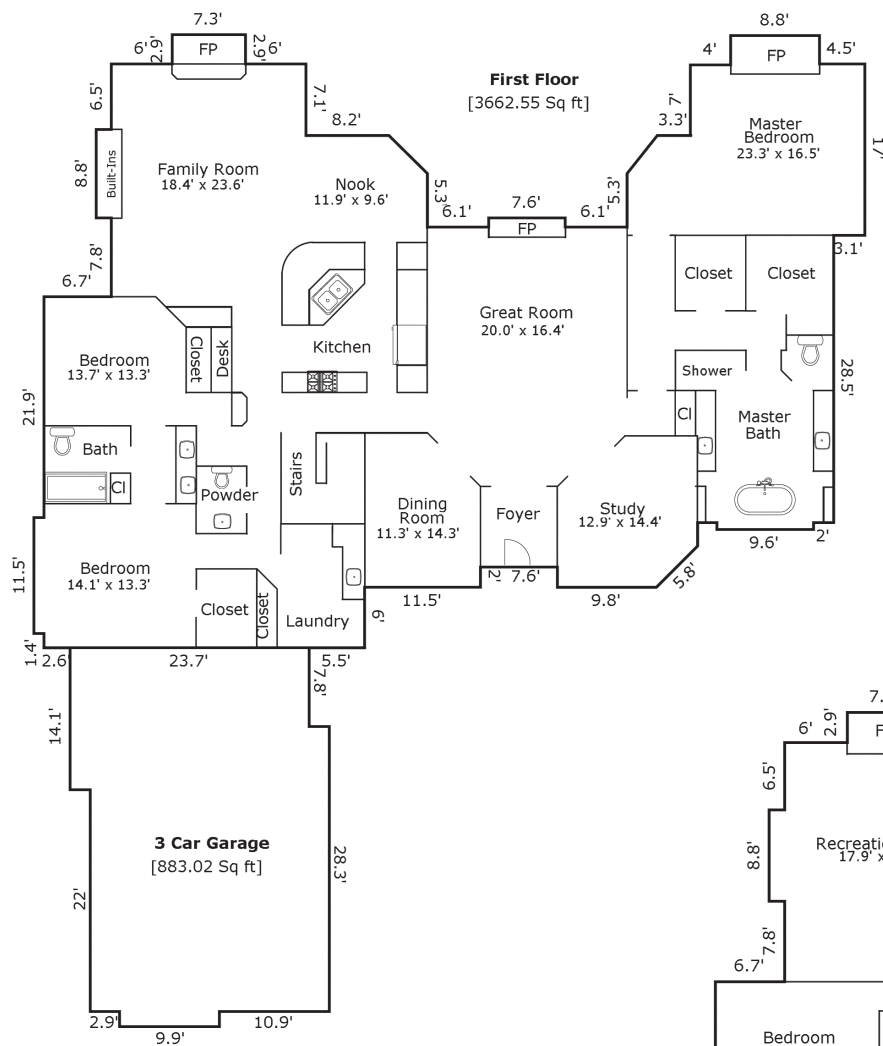 7.3'
6'
2.6'
FP
2.9'
6'
8.8'
4'
FP
4.5'
First Floor
[3662.55 Sq ft]
6.5'
7.1'
8.2'
7'
3.3'
Master
Bedroom
23.3' x 16.5'
8.8'
Built-Ins
Family Room
18.4' x 23.6'
Nook
11.9' x 9.6'
5.3'
6.1'
7.6'
FP
6.1'
5.3'
7.8'
6.7'
3.1'
Closet
Closet
Great Room
20.0' x 16.4'
Kitchen
Bedroom
13.7' x 13.3'
Closet
Desk
Shower
28.5'
21.9'
Cl
Master
Bath
Bath
Cl
Powder
Stairs
Dining
Room
11.3' x 14.3'
Foyer
Study
12.9' x 14.4'
9.6'
2'
11.5'
Bedroom
14.1' x 13.3'
Closet
Closet
Laundry
6'
11.5'
2'
7.6'
9.8'
5.8'
1.4'
2.6'
23.7'
5.5'
7.8'
14.1'
3 Car Garage
[883.02 Sq ft]
28.3'
22'
2.9'
9.9'
10.9'
6'
2.9'
6.5'
8.8'
7.8'
6.7'
Bedroom